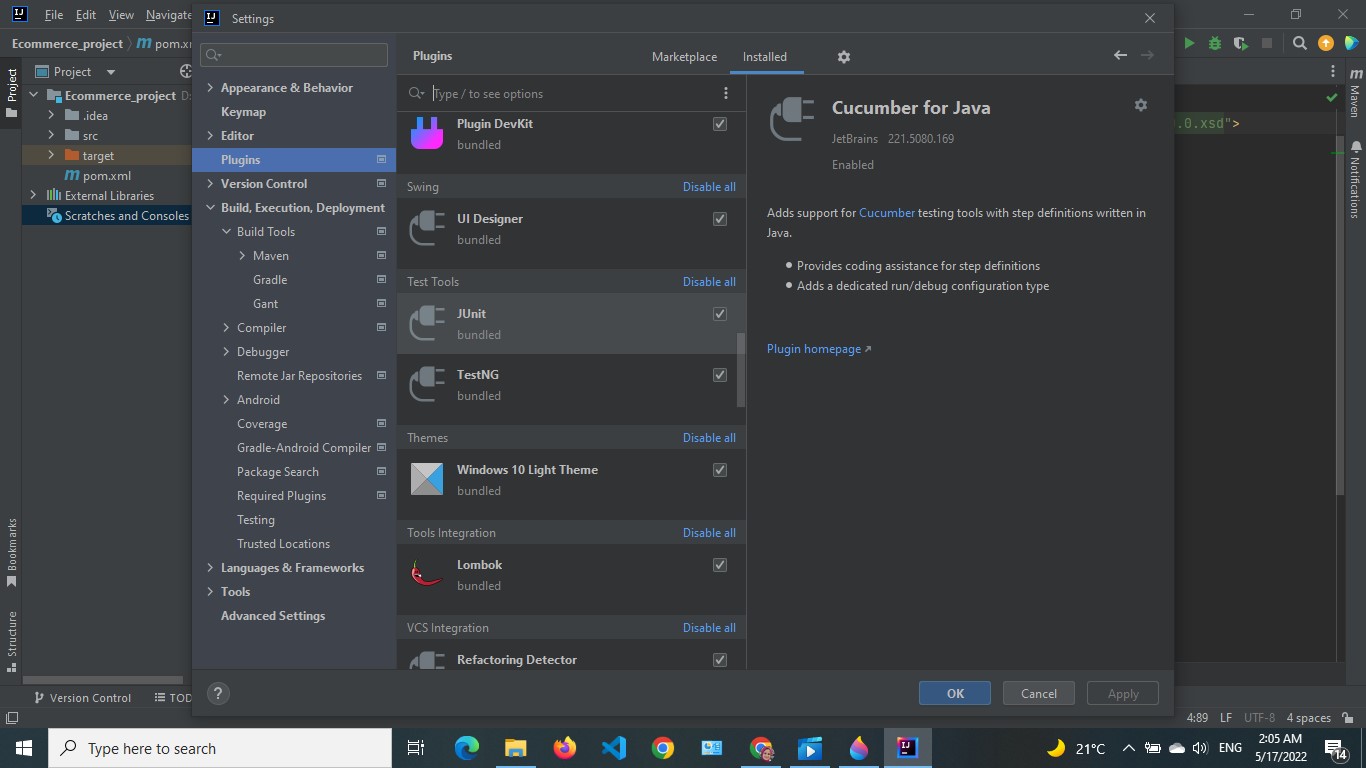 File Edit View Navigate
Settings
Ecommerce_project
pom.xm
Project
Ecommerce_project D:
.idea
src
target
pom.xml
External Libraries
Scratches and Consoles
Project
Bookmarks
Structure
Appearance & Behavior
Keymap
Editor
Plugins
Version Control
Build, Execution, Deployment
Build Tools
Maven
Gradle
Gant
Compiler
Debugger
Remote Jar Repositories
Android
Coverage
Gradle-Android Compiler
Package Search
Required Plugins
Testing
Trusted Locations
Languages & Frameworks
Tools
Advanced Settings
Plugins
Marketplace
Installed
Type / to see options
Plugin DevKit
bundled
Swing Disable all
UI Designer
bundled
Test Tools Disable all
JUnit
bundled
TestNG
bundled
Themes Disable all
Windows 10 Light Theme
bundled
Tools Integration Disable all
Lombok
bundled
VCS Integration Disable all
Refactoring Detector
Cucumber for Java
JetBrains 221.5080.169
Enabled
Adds support for Cucumber testing tools with step definitions written in
Java.
Provides coding assistance for step definitions
Adds a dedicated run/debug configuration type
Plugin homepage
.0.xsd">
Maven
Notifications
?
OK
Cancel
Apply
Version Control
TOD
4:89 LF UTF-8 4 spaces
Type here to search
21°C
ENG
2:05 AM
5/17/2022
14